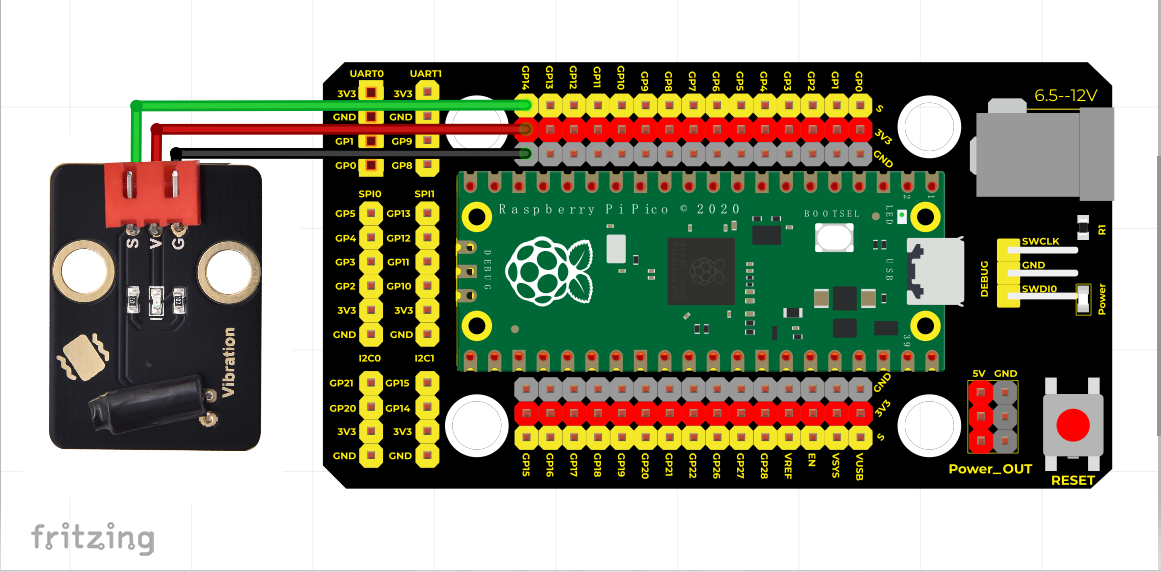 UART0 UART1
3V3 3V3
GND GND
GP1 GP9
GP0 GP8
GP14 GP13 GP12 GP11 GP10 GP9 GP8 GP7 GP6 GP5 GP4 GP3 GP2 GP1 GP0
S
3V3
GND
6.5--12V
SPI0 SPI1
GP5 GP13
GP4 GP12
GP3 GP11
GP2 GP10
3V3 3V3
GND GND
I2C0 I2C1
GP21 GP15
GP20 GP14
3V3 3V3
GND GND
Raspberry Pi Pico © 2020
BOOTSEL
LED
2
1
DEBUG
USB
39
DEBUG
SWCLK
GND
SWDI0
R1
Power
S V G
Vibration
GND
3V3
S
GP15 GP16 GP17 GP18 GP19 GP20 GP21 GP22 GP26 GP27 GP28 VREF EN VSYS VUSB
5V GND
Power_OUT
RESET
fritzing